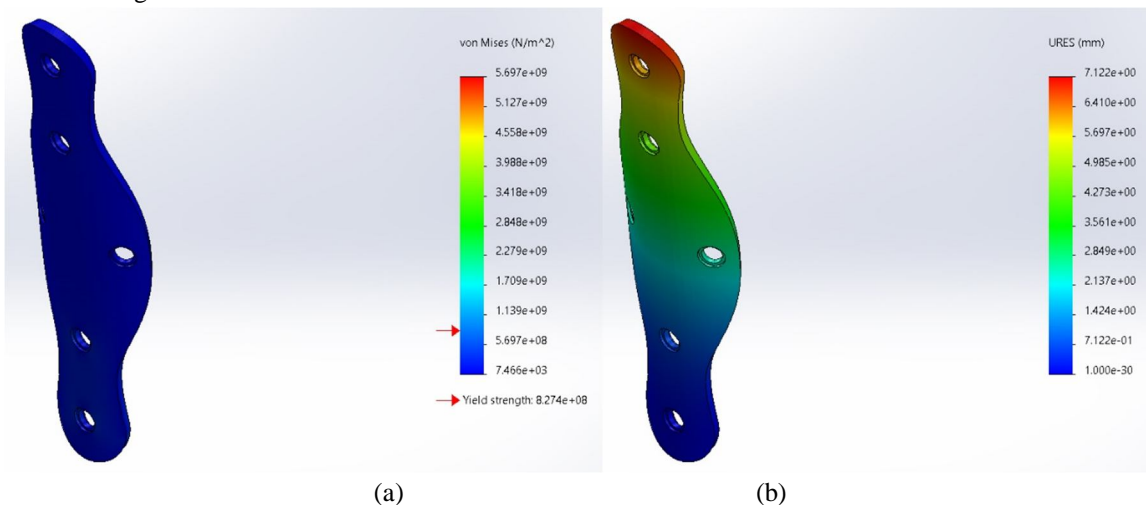 von Mises (N/m^2)
5.697e+09
5.127e+09
4.558e+09
3.988e+09
3.418e+09
2.848e+09
2.279e+09
1.709e+09
1.139e+09
5.697e+08
7.466e+03
Yield strength: 8.274e+08
URES (mm)
7.122e+00
6.410e+00
5.697e+00
4.985e+00
4.273e+00
3.561e+00
2.849e+00
2.137e+00
1.424e+00
7.122e-01
1.000e-30
(a)
(b)